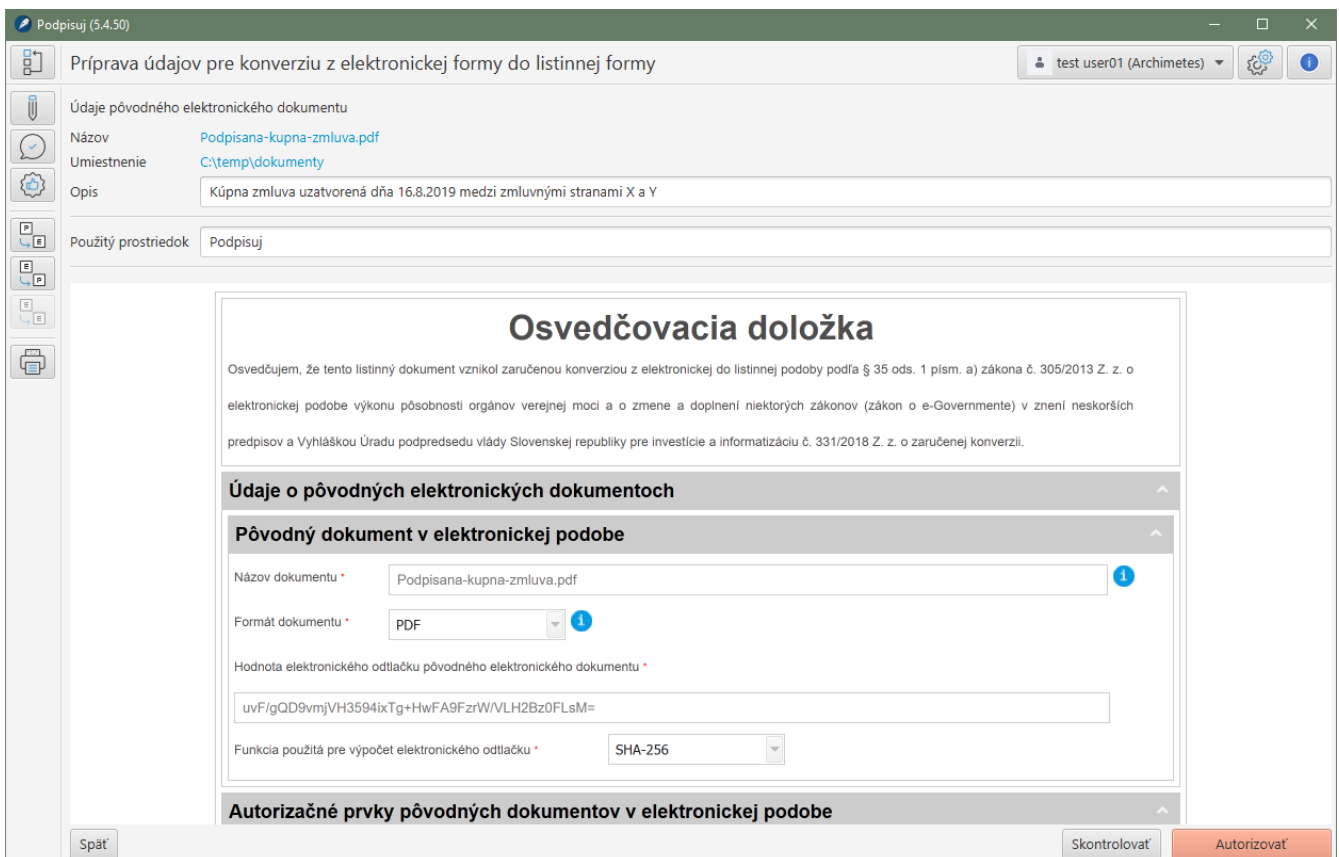 Podpisuj (5.4.50)
Príprava údajov pre konverziu z elektronickej formy do listinnej formy
test user01 (Archimetes)
Údaje pôvodného elektronického dokumentu
Názov Podpisana-kupna-zmluva.pdf
Umiestnenie C:\temp\dokumenty
Opis Kúpna zmluva uzatvorená dňa 16.8.2019 medzi zmluvnými stranami X a Y
Použitý prostriedok Podpisuj
P
E
E
P
E
E
Osvedčovacia doložka
Osvedčujem, že tento listinný dokument vznikol zaručenou konverziou z elektronickej do listinnej podoby podľa § 35 ods. 1 písm. a) zákona č. 305/2013 Z. z. o
elektronickej podobe výkonu pôsobnosti orgánov verejnej moci a o zmene a doplnení niektorých zákonov (zákon o e-Governmente) v znení neskorších
predpisov a Vyhláškou Úradu podpredsedu vlády Slovenskej republiky pre investície a informatizáciu č. 331/2018 Z. z. o zaručenej konverzii.
Údaje o pôvodných elektronických dokumentoch
Pôvodný dokument v elektronickej podobe
Názov dokumentu * Podpisana-kupna-zmluva.pdf
Formát dokumentu * PDF
Hodnota elektronického odtlačku pôvodného elektronického dokumentu *
uvF/gQD9vmjVH3594ixTg+HwFA9FzrW/VLH2Bz0FLsM=
Funkcia použitá pre výpočet elektronického odtlačku * SHA-256
Autorizačné prvky pôvodných dokumentov v elektronickej podobe
Späť Skontrolovať Autorizovať